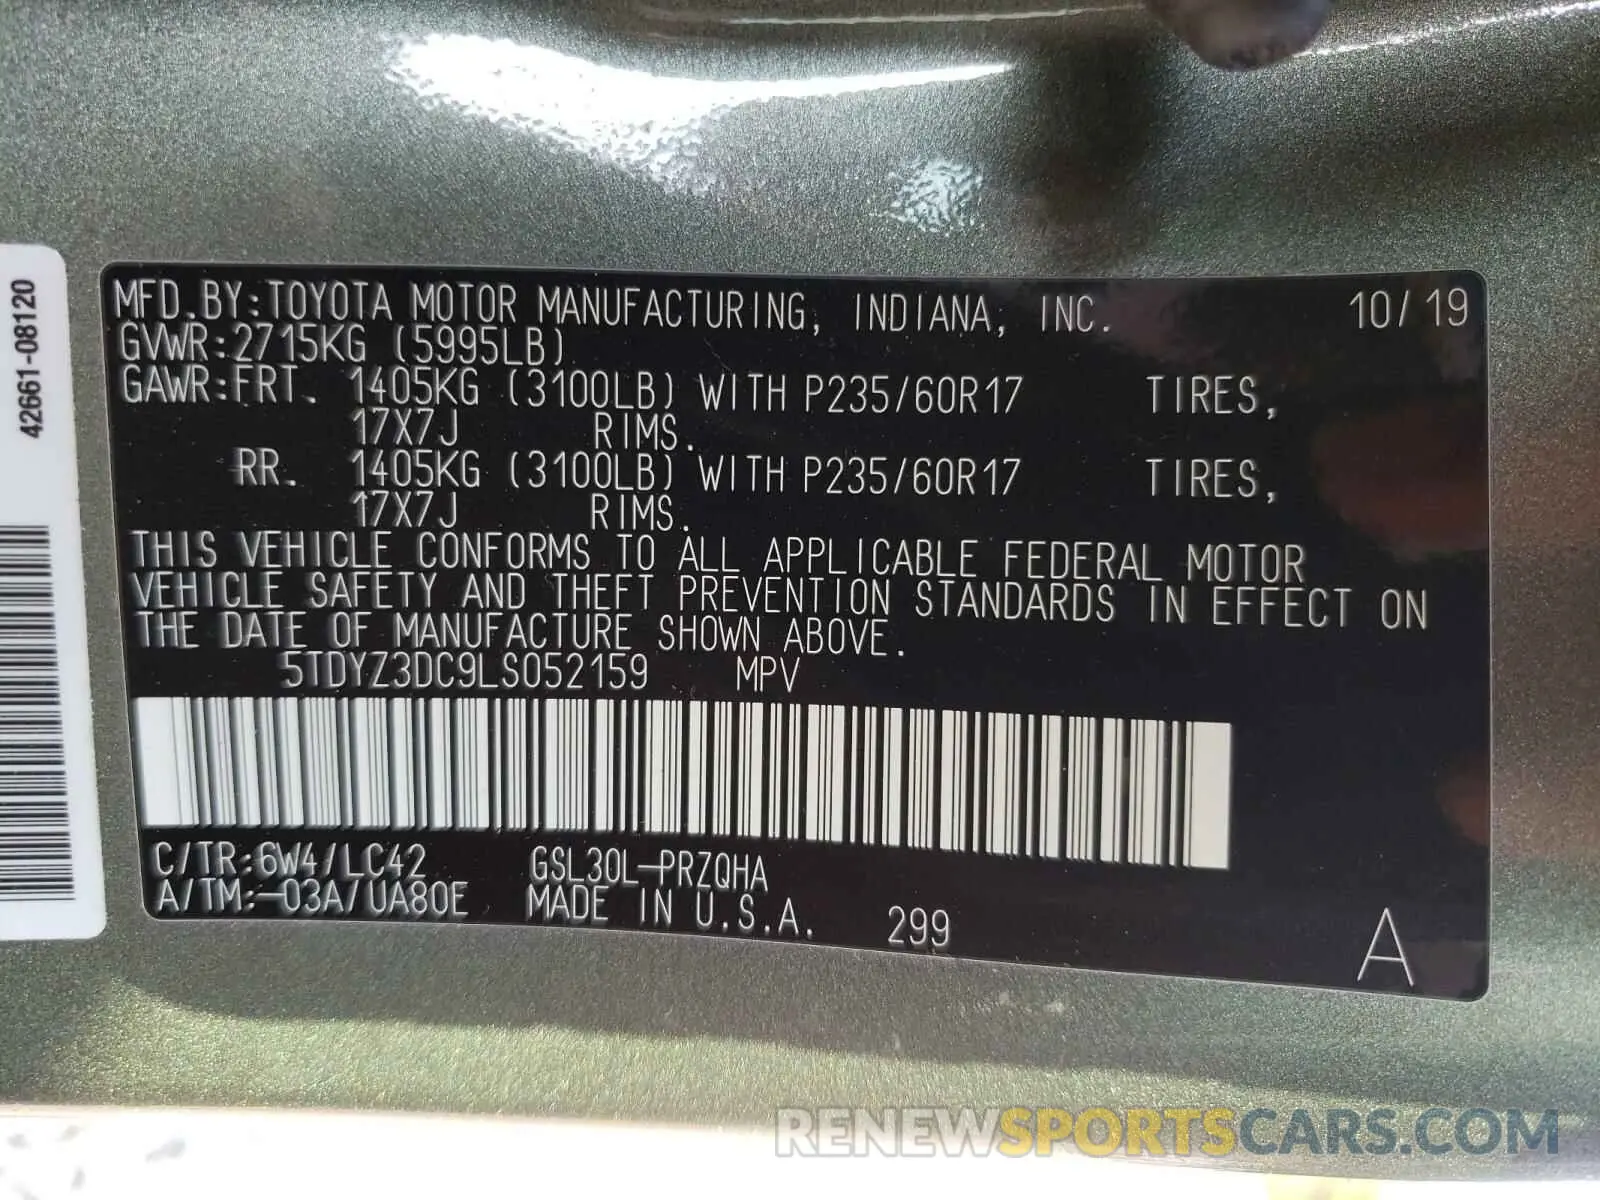 MFD.BY:TOYOTA MOTOR MANUFACTURING, INDIANA, INC. 10/19
GVWR:2715KG (5995LB)
GAWR:FRT. 1405KG (3100LB) WITH P235/60R17 TIRES,
17X7J RIMS.
RR. 1405KG (3100LB) WITH P235/60R17 TIRES,
17X7J RIMS.
THIS VEHICLE CONFORMS TO ALL APPLICABLE FEDERAL MOTOR
VEHICLE SAFETY AND THEFT PREVENTION STANDARDS IN EFFECT ON
THE DATE OF MANUFACTURE SHOWN ABOVE.
5TDYZ3DC9LS052159 MPV
C/TR:6W4/LC42 GSL30L-PRZQHA
A/TM:-03A/UA80E MADE IN U.S.A. 299
A
42661-08120
RENEWSPORTSCARS.COM